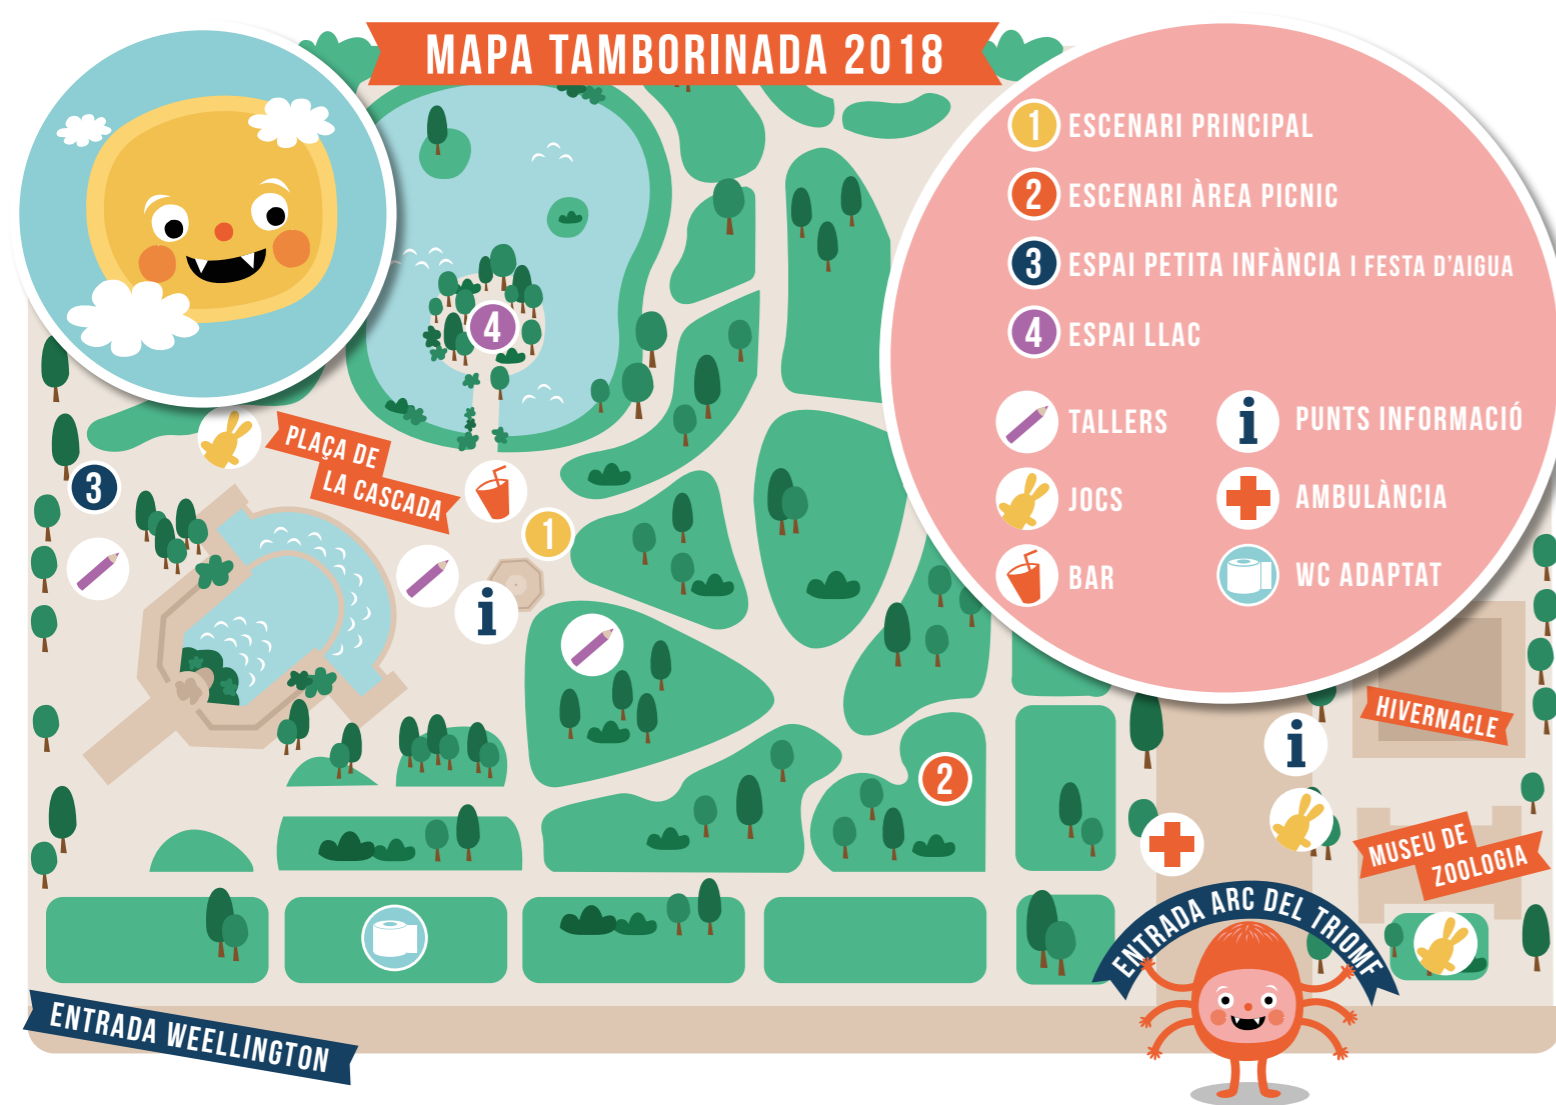 MAPA TAMBORINADA 2018
1 ESCENARI PRINCIPAL
2 ESCENARI ÀREA PICNIC
3 ESPAI PETITA INFÀNCIA I FESTA D'AIGUA
4 ESPAI LLAC
TALLERS
i PUNTS INFORMACIÓ
JOCS
AMBULÀNCIA
BAR
WC ADAPTAT
4
PLAÇA DE
LA CASCADA
3
1
i
2
i
HIVERNACLE
MUSEU DE
ZOOLOGIA
ENTRADA ARC DEL TRIOMF
ENTRADA WEELLINGTON